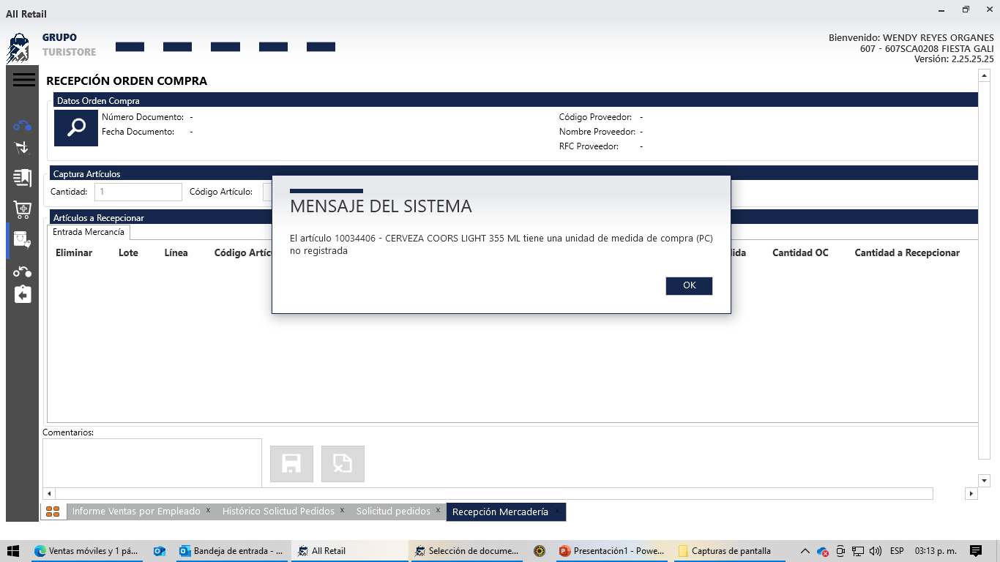 All Retail
GRUPO
TURISTORE
Bienvenido: WENDY REYES ORGANES
607 - 607SCA0208 FIESTA GALI
Versión: 2.25.25.25
RECEPCIÓN ORDEN COMPRA
Datos Orden Compra
Número Documento: -
Código Proveedor: -
Fecha Documento: -
Nombre Proveedor: -
RFC Proveedor: -
Captura Artículos
Cantidad: 1 Código Artículo:
MENSAJE DEL SISTEMA
El artículo 10034406 - CERVEZA COORS LIGHT 355 ML tiene una unidad de medida de compra (PC)
no registrada
OK
Artículos a Recepcionar
Entrada Mercancía
Eliminar Lote Línea Código Artíc ida Cantidad OC Cantidad a Recepcionar
Comentarios:
Informe Ventas por Empleado x Histórico Solictud Pedidos x Solicitud pedidos x Recepción Mercadería x
Ventas móviles y 1 pá... Bandeja de entrada - ... All Retail Selección de docume... Presentación1 - Powe... Capturas de pantalla ESP 03:13 p. m.